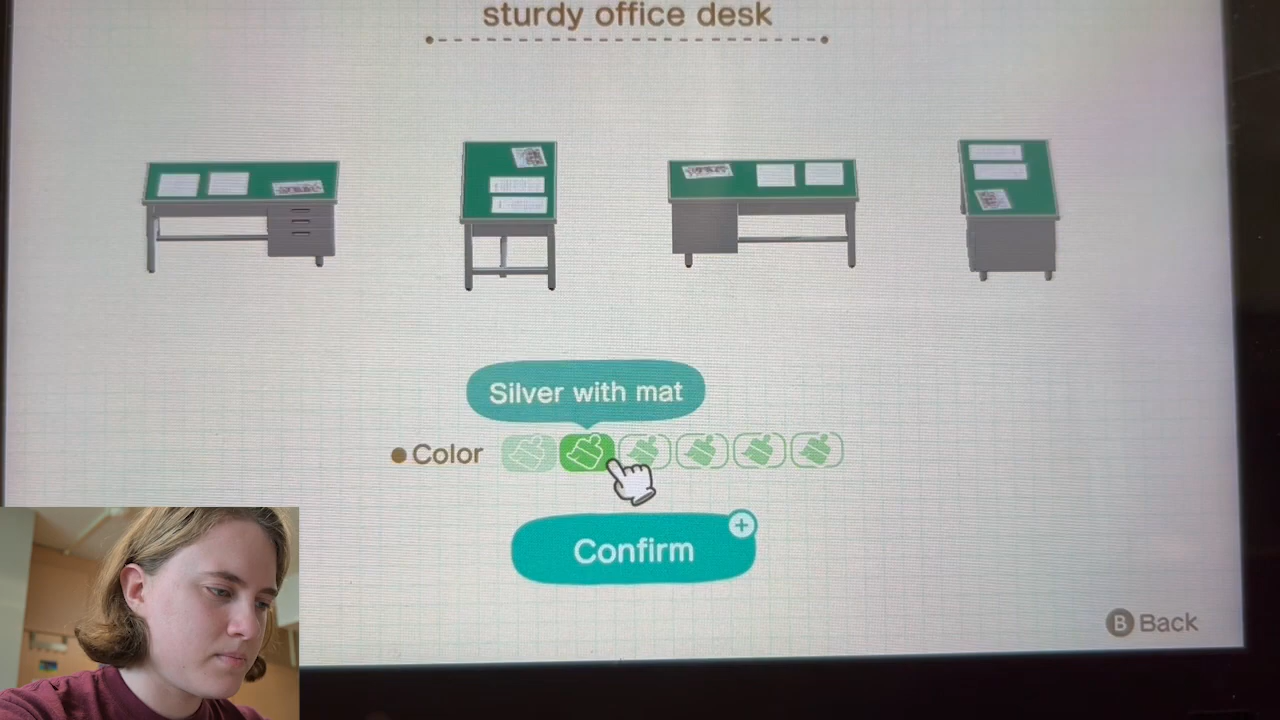 sturdy office desk
Silver with mat
Color
Confirm
B Back